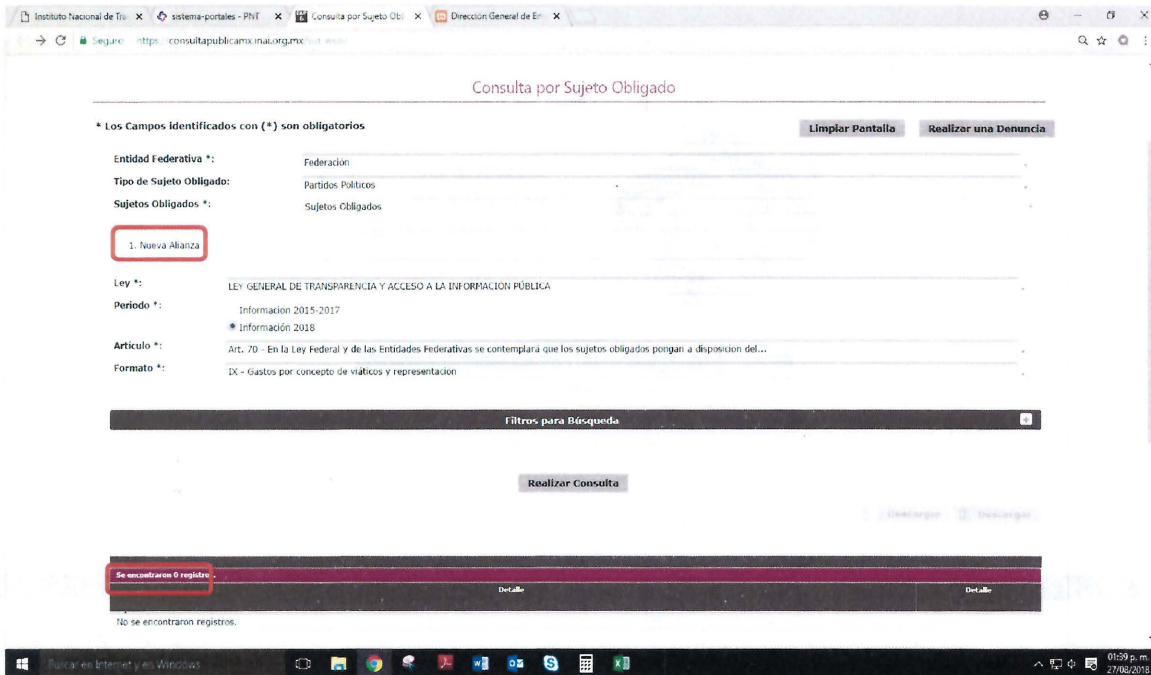 Instituto Nacional de Tra
sistema-portales - PNT
Consulta por Sujeto Obl
Dirección General de En
Seguro https consultapublicamx.inai.org.mx
Consulta por Sujeto Obligado
* Los Campos identificados con (*) son obligatorios
Limpiar Pantalla
Realizar una Denuncia
Entidad Federativa *:
Federación
Tipo de Sujeto Obligado:
Partidos Políticos
Sujetos Obligados *:
Sujetos Obligados
1. Nueva Alianza
Ley *:
LEY GENERAL DE TRANSPARENCIA Y ACCESO A LA INFORMACIÓN PÚBLICA
Periodo *:
Informacion 2015-2017
Información 2018
Artículo *:
Art. 70 - En la Ley Federal y de las Entidades Federativas se contemplará que los sujetos obligados pongan a disposicion del...
Formato *:
IX - Gastos por concepto de viáticos y representacion
Filtros para Búsqueda
Realizar Consulta
Descargar
Descargar
Se encontraron 0 registro .
Detalle
Detalle
No se encontraron registros.
Buscar en Internet y en Windows
01:39 p. m.
27/08/2018